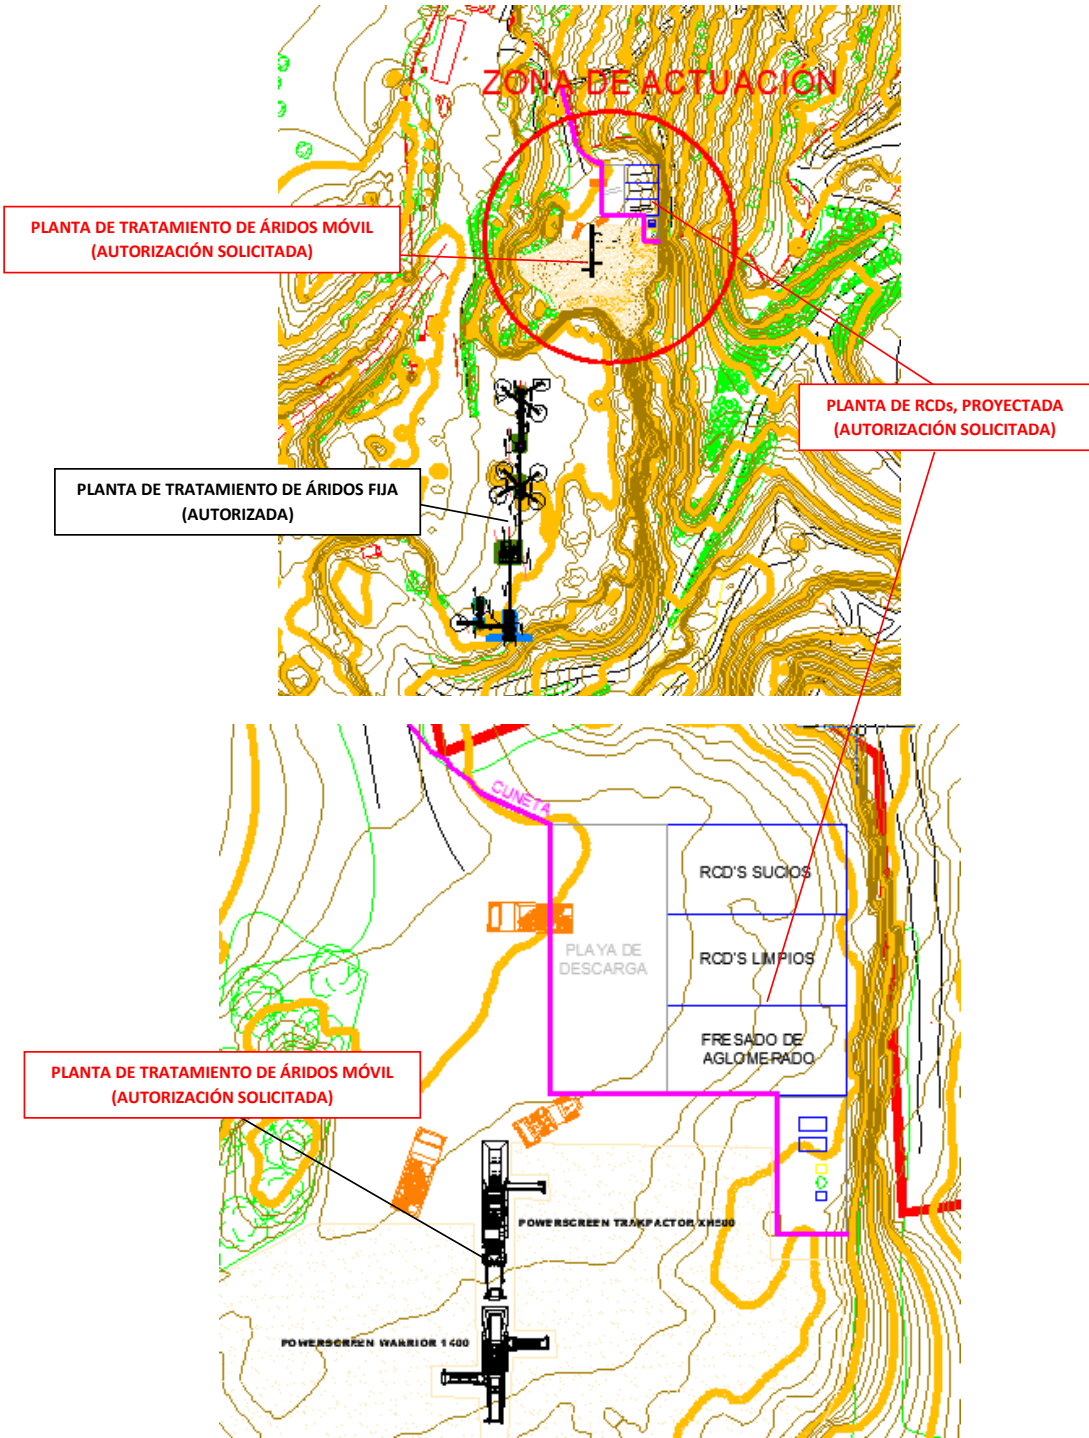 ZONA DE ACTUACIÓN
PLANTA DE TRATAMIENTO DE ÁRIDOS MÓVIL
(AUTORIZACIÓN SOLICITADA)
PLANTA DE RCDs, PROYECTADA
(AUTORIZACIÓN SOLICITADA)
PLANTA DE TRATAMIENTO DE ÁRIDOS FIJA
(AUTORIZADA)
CUNETA
RCD'S SUCIOS
PLAYA DE
DESCARGA
RCD'S LIMPIOS
FRESADO DE
AGLOMERADO
PLANTA DE TRATAMIENTO DE ÁRIDOS MÓVIL
(AUTORIZACIÓN SOLICITADA)
POWERSCREEN TRAKPACTOR XH500
POWERSCREEN WARRIOR 1400